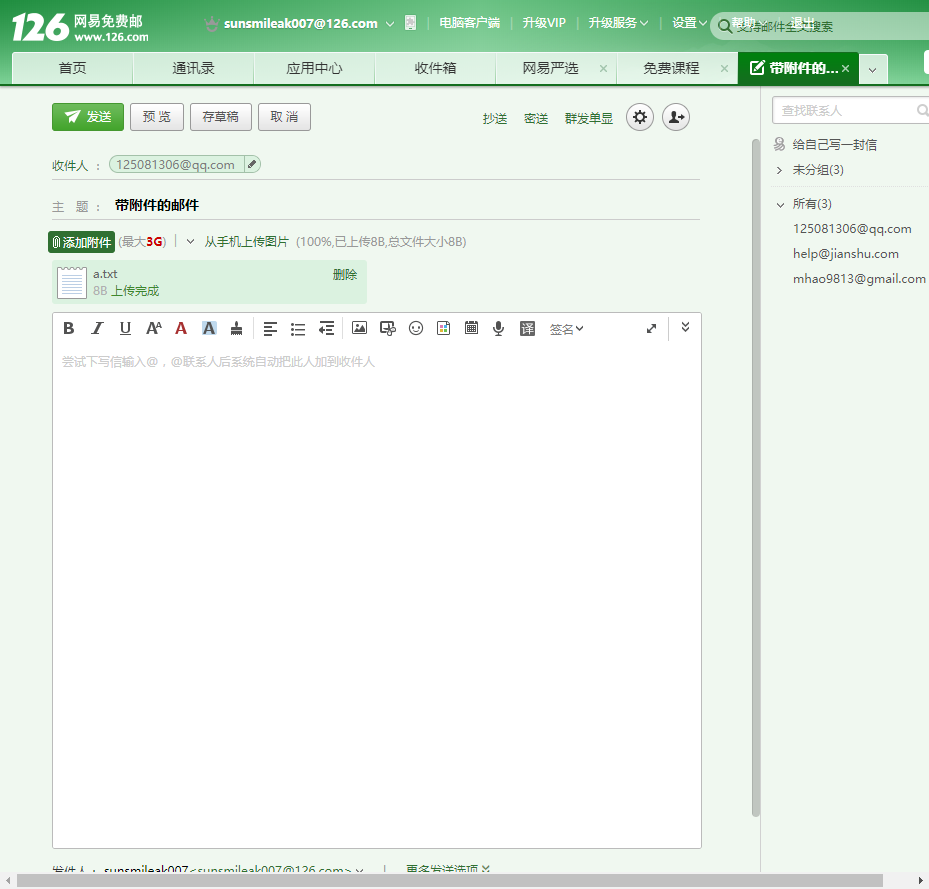 126 网易免费邮 www.126.com
sunsmileak007@126.com 电脑客户端 升级VIP 升级服务 设置 帮助 退出
支持邮件全文搜索
首页 通讯录 应用中心 收件箱 网易严选 × 免费课程 × 带附件的... ×
发送 预 览 存草稿 取 消 抄送 密送 群发单显
收件人 : 125081306@qq.com
主 题 : 带附件的邮件
添加附件 (最大3G) 从手机上传图片 (100%,已上传8B,总文件大小8B)
a.txt 删除
8B 上传完成
B I U A A A A 译 签名
尝试下写信输入@，@联系人后系统自动把此人加到收件人
发件人: sunsmileak007<sunsmileak007@126.com> 更多发送选项
查找联系人
给自己写一封信
未分组(3)
所有(3)
125081306@qq.com
help@jianshu.com
mhao9813@gmail.com